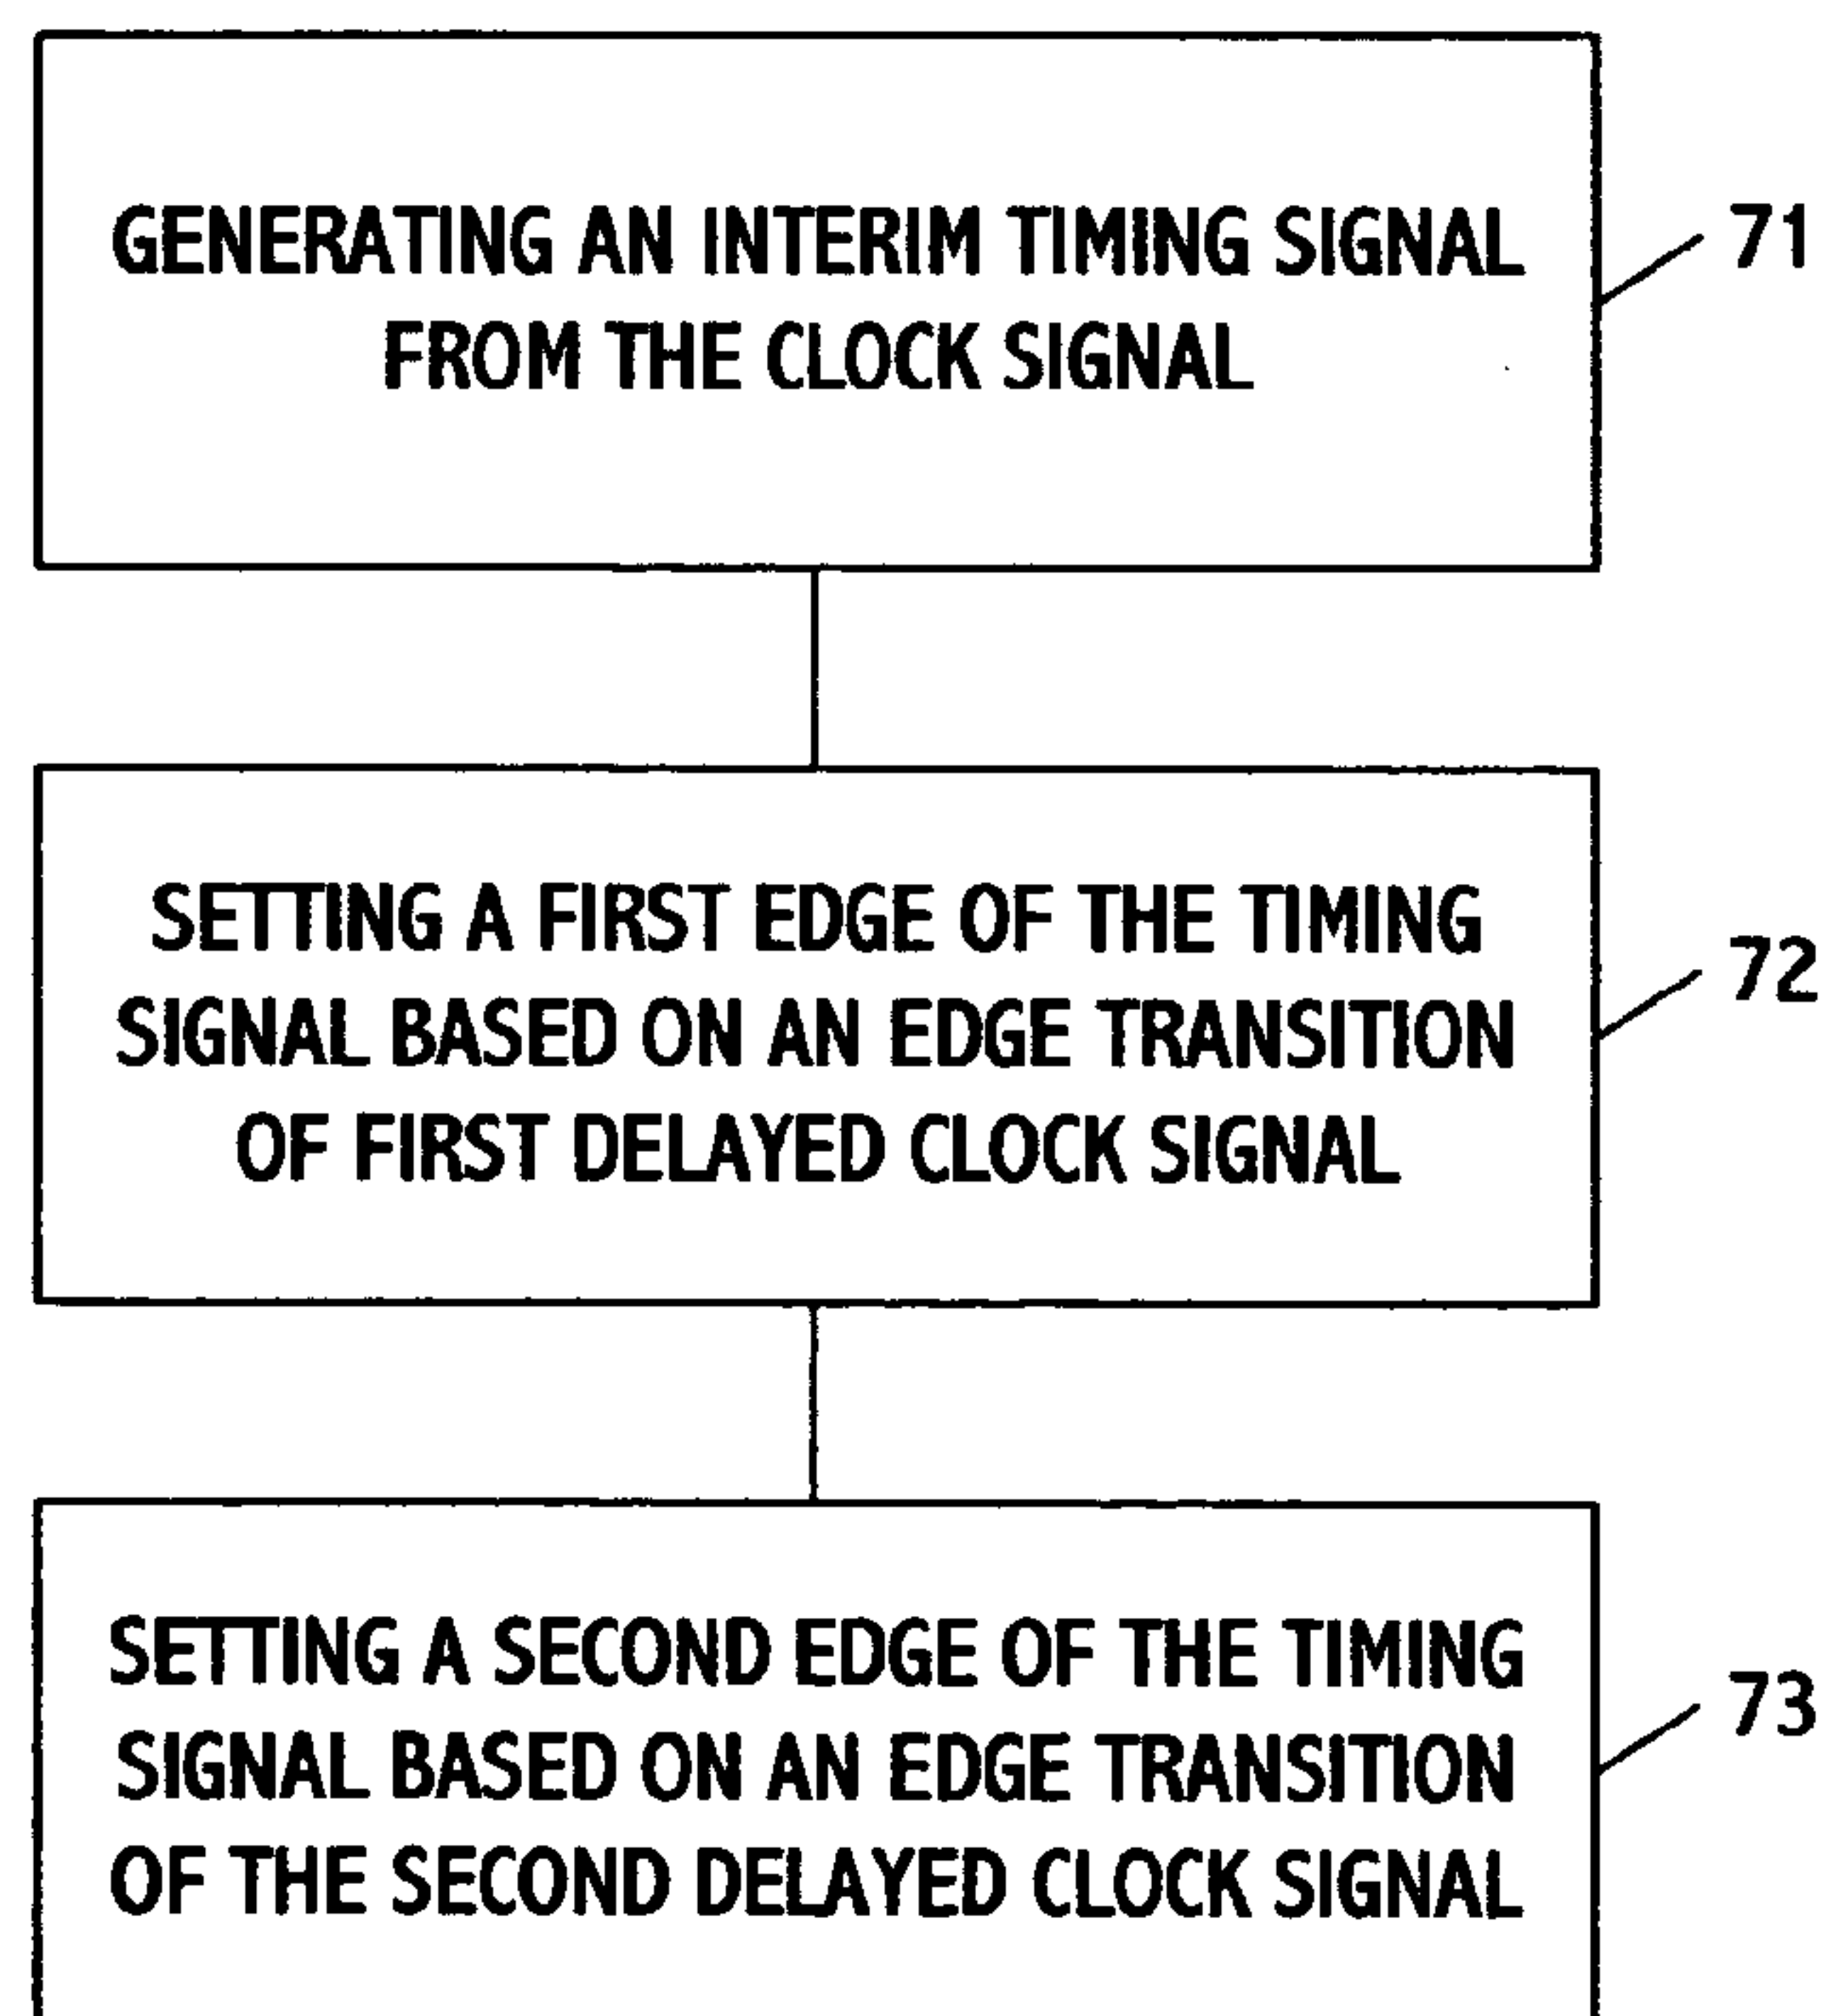 GENERATING AN INTERIM TIMING SIGNAL
FROM THE CLOCK SIGNAL
71
SETTING A FIRST EDGE OF THE TIMING
SIGNAL BASED ON AN EDGE TRANSITION
OF FIRST DELAYED CLOCK SIGNAL
72
SETTING A SECOND EDGE OF THE TIMING
SIGNAL BASED ON AN EDGE TRANSITION
OF THE SECOND DELAYED CLOCK SIGNAL
73